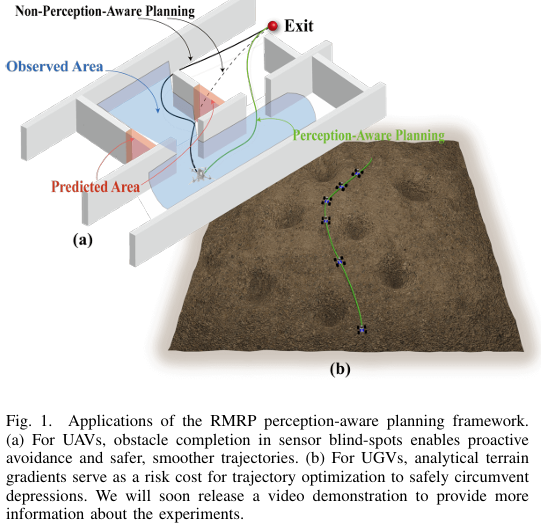 Non-Perception-Aware Planning
Exit
Observed Area
Perception-Aware Planning
Predicted Area
(a)
(b)
Fig. 1. Applications of the RMRP perception-aware planning framework.
(a) For UAVs, obstacle completion in sensor blind-spots enables proactive
avoidance and safer, smoother trajectories. (b) For UGVs, analytical terrain
gradients serve as a risk cost for trajectory optimization to safely circumvent
depressions. We will soon release a video demonstration to provide more
information about the experiments.